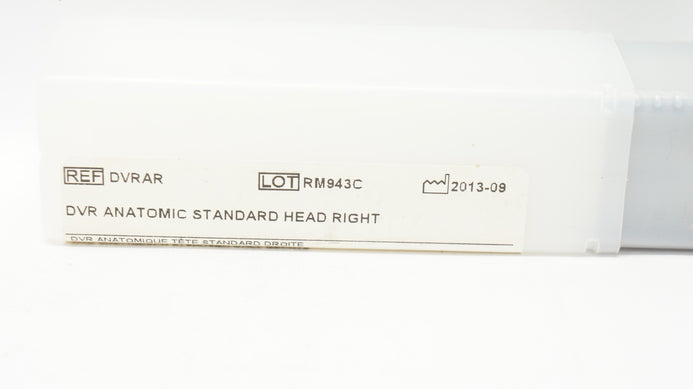 REF DVRAR LOT RM943C 2013-09
DVR ANATOMIC STANDARD HEAD RIGHT
DVR ANATOMIQUE TÊTE STANDARD DROITE